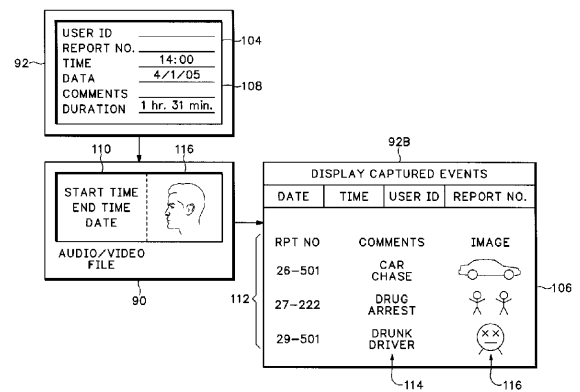 USER ID
REPORT NO.
TIME 14:00
DATA 4/1/05
COMMENTS
DURATION 1 hr. 31 min.
92
104
108
110
116
START TIME
END TIME
DATE
AUDIO/VIDEO
FILE
90
92B
DISPLAY CAPTURED EVENTS
DATE TIME USER ID REPORT NO.
RPT NO COMMENTS IMAGE
26-501 CAR CHASE
27-222 DRUG ARREST
29-501 DRUNK DRIVER
112
106
114
116